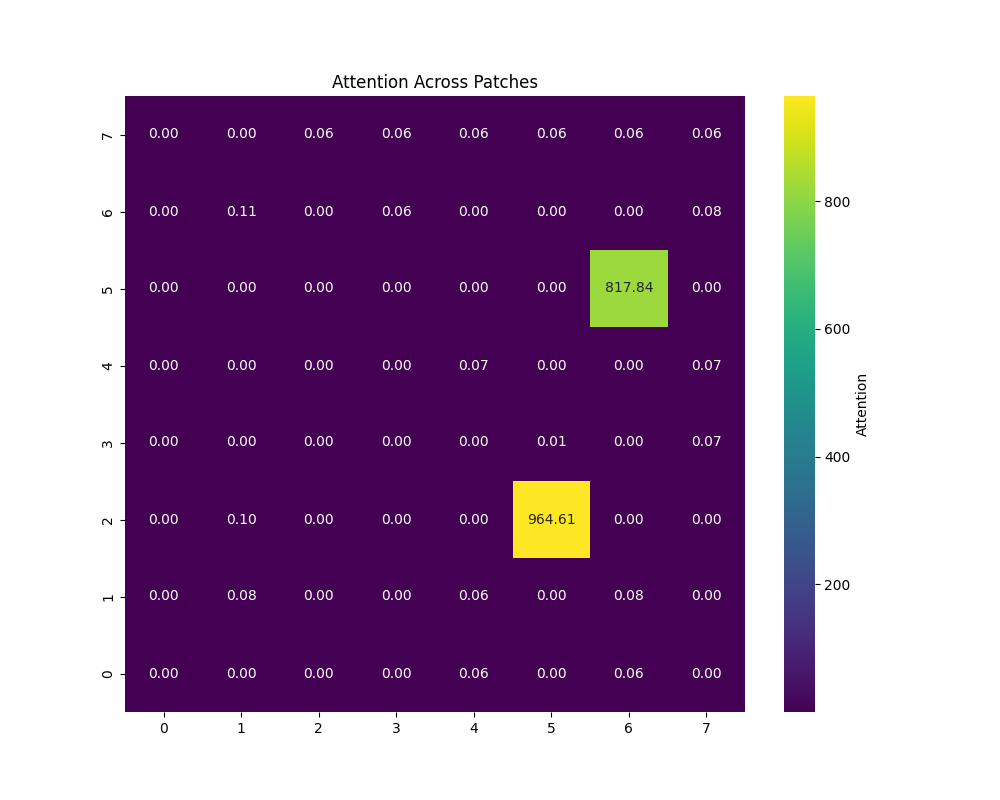 Attention Across Patches
7 0.00 0.00 0.06 0.06 0.06 0.06 0.06 0.06
6 0.00 0.11 0.00 0.06 0.00 0.00 0.00 0.08
5 0.00 0.00 0.00 0.00 0.00 0.00 817.84 0.00
4 0.00 0.00 0.00 0.00 0.07 0.00 0.00 0.07
3 0.00 0.00 0.00 0.00 0.00 0.01 0.00 0.07
2 0.00 0.10 0.00 0.00 0.00 964.61 0.00 0.00
1 0.00 0.08 0.00 0.00 0.06 0.00 0.08 0.00
0 0.00 0.00 0.00 0.00 0.06 0.00 0.06 0.00
0 1 2 3 4 5 6 7
800
600
400
200
Attention